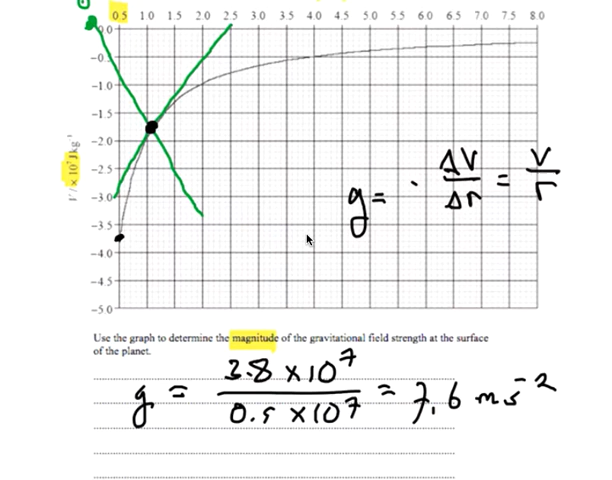 0.5 1.0 1.5 2.0 2.5 3.0 3.5 4.0 4.5 5.0 5.5 6.0 6.5 7.0 7.5 8.0
0.0
-0.5
-1.0
-1.5
-2.0
-2.5
-3.0
-3.5
-4.0
-4.5
-5.0
V / × 10⁷ J kg⁻¹
g = - ΔV/Δr = V/r
Use the graph to determine the magnitude of the gravitational field strength at the surface
of the planet.
g = 3.8 × 10⁷ / 0.5 × 10⁷ = 7.6 ms⁻²